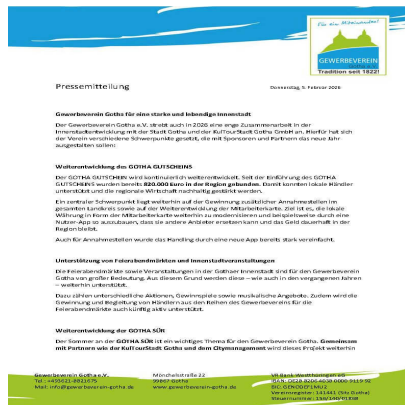 Für ein Miteinander!
GEWERBEVEREIN
Tradition seit 1822!
Pressemitteilung
Donnerstag, 5. Februar 2026
Gewerbeverein Gotha für eine starke und lebendige Innenstadt
Der Gewerbeverein Gotha e.V. strebt auch in 2026 eine enge Zusammenarbeit in der
Innenstadtentwicklung mit der Stadt Gotha und der KulTourStadt Gotha GmbH an. Hierfür hat sich
der Verein verschiedene Schwerpunkte gesetzt, die mit Sponsoren und Partnern das neue Jahr
ausgestalten sollen:
Weiterentwicklung des GOTHA GUTSCHEINS
Der GOTHA GUTSCHEIN wird kontinuierlich weiterentwickelt. Seit der Einführung des GOTHA
GUTSCHEINS wurden bereits 820.000 Euro in der Region gebunden. Damit konnten lokale Händler
unterstützt und die regionale Wirtschaft nachhaltig gestärkt werden.
Ein zentraler Schwerpunkt liegt weiterhin auf der Gewinnung zusätzlicher Annahmestellen im
gesamten Landkreis sowie auf der Weiterentwicklung der Mitarbeiterkarte. Ziel ist es, die lokale
Währung in Form der Mitarbeiterkarte weiterhin zu modernisieren und beispielsweise durch eine
Nutzer-App so auszubauen, dass sie andere Anbieter ersetzen kann und das Geld dauerhaft in der
Region bleibt.
Auch für Annahmestellen wurde das Handling durch eine neue App bereits stark vereinfacht.
Unterstützung von Feierabendmärkten und Innenstadtveranstaltungen
Die Feierabendmärkte sowie Veranstaltungen in der Gothaer Innenstadt sind für den Gewerbeverein
Gotha von großer Bedeutung. Aus diesem Grund werden diese – wie auch in den vergangenen Jahren
– weiterhin unterstützt.
Dazu zählen unterschiedliche Aktionen, Gewinnspiele sowie musikalische Angebote. Zudem wird die
Gewinnung und Begleitung von Händlern aus den Reihen des Gewerbevereins für die
Feierabendmärkte auch künftig aktiv unterstützt.
Weiterentwicklung der GOTHA SÜR
Der Sommer an der GOTHA SÜR ist ein wichtiges Thema für den Gewerbeverein Gotha. Gemeinsam
mit Partnern wie der KulTourStadt Gotha und dem Citymanagement wird dieses Projekt weiterhin
Gewerbeverein Gotha e.V.
Mönchelsstraße 22
VR Bank Westthüringen eG
99867 Gotha
Mail: info@gewerbeverein-gotha.de
www.gewerbeverein-gotha.de